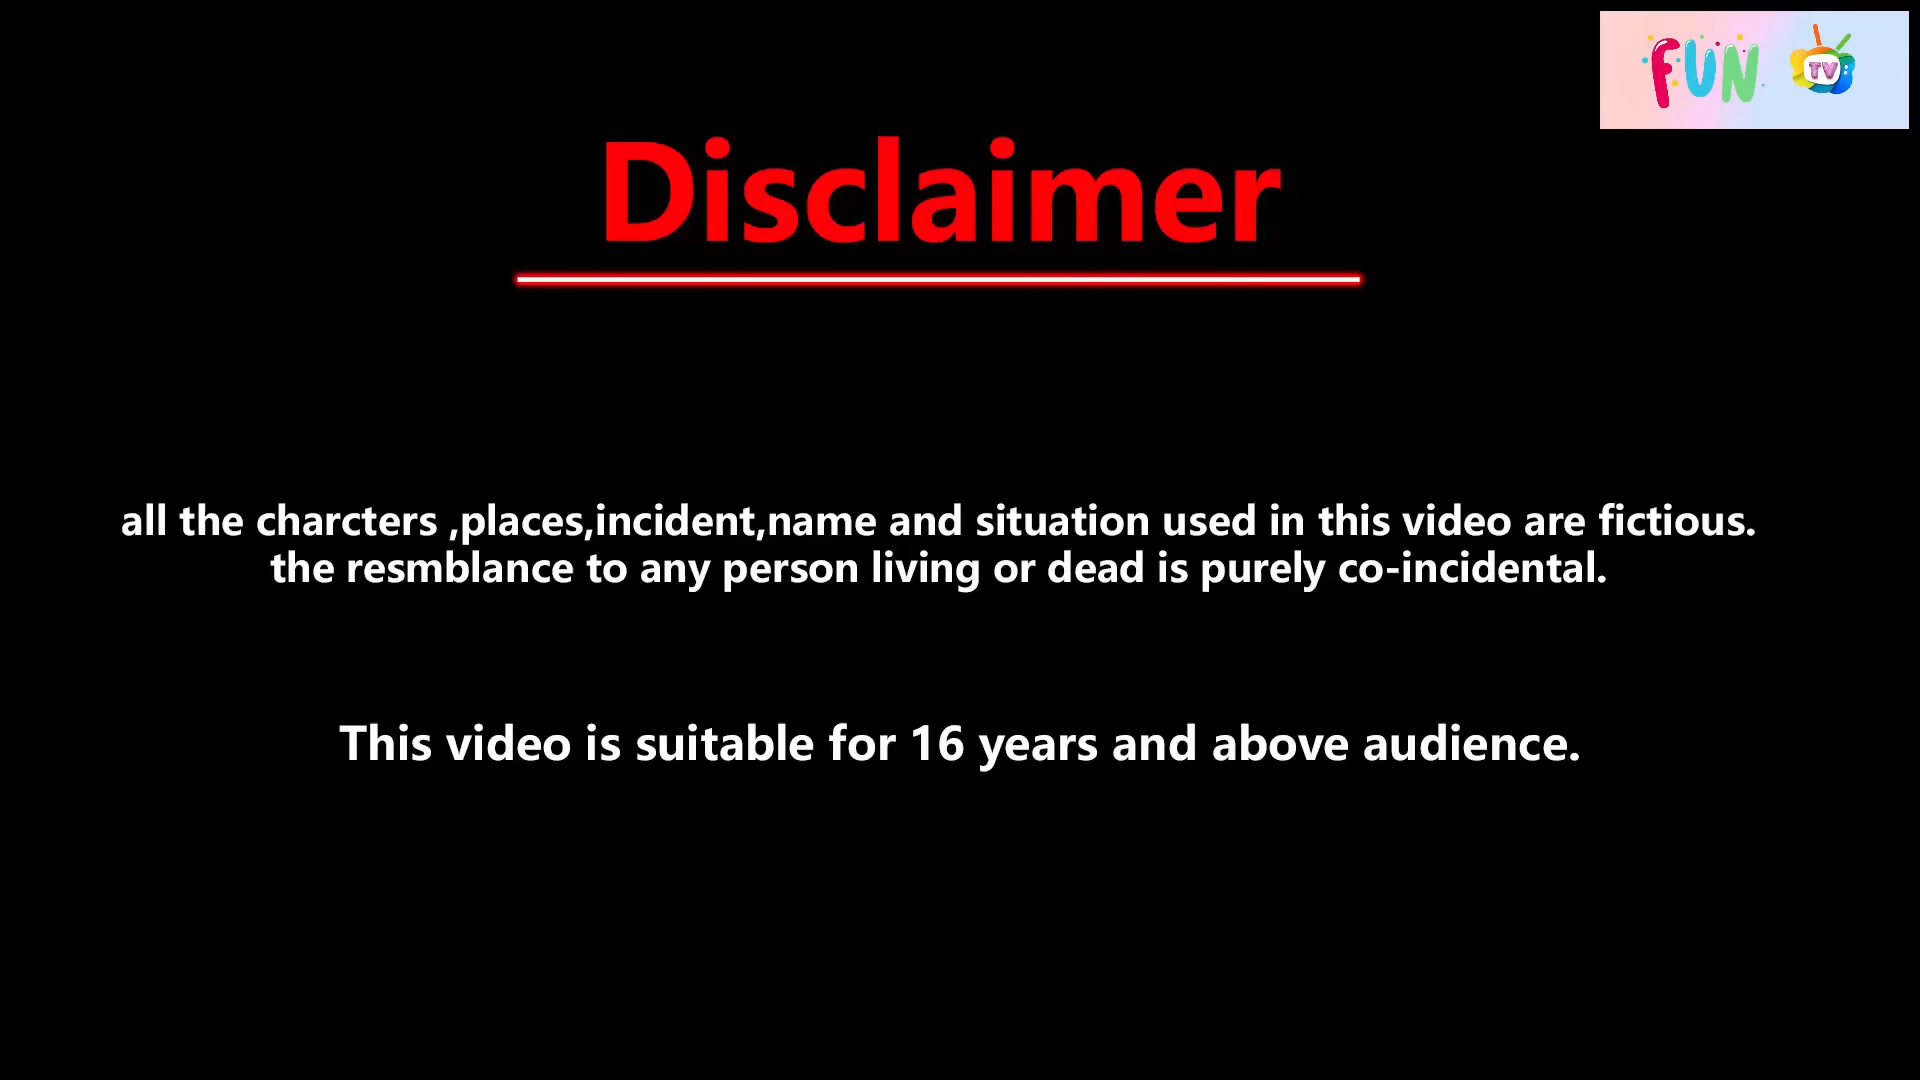 FUN TV
Disclaimer
all the charcters ,places,incident,name and situation used in this video are fictious.
the resmblance to any person living or dead is purely co-incidental.
This video is suitable for 16 years and above audience.